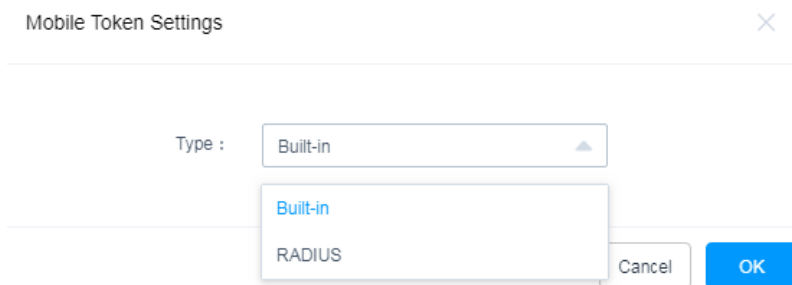 Mobile Token Settings
Type : Built-in
Built-in
RADIUS
Cancel OK